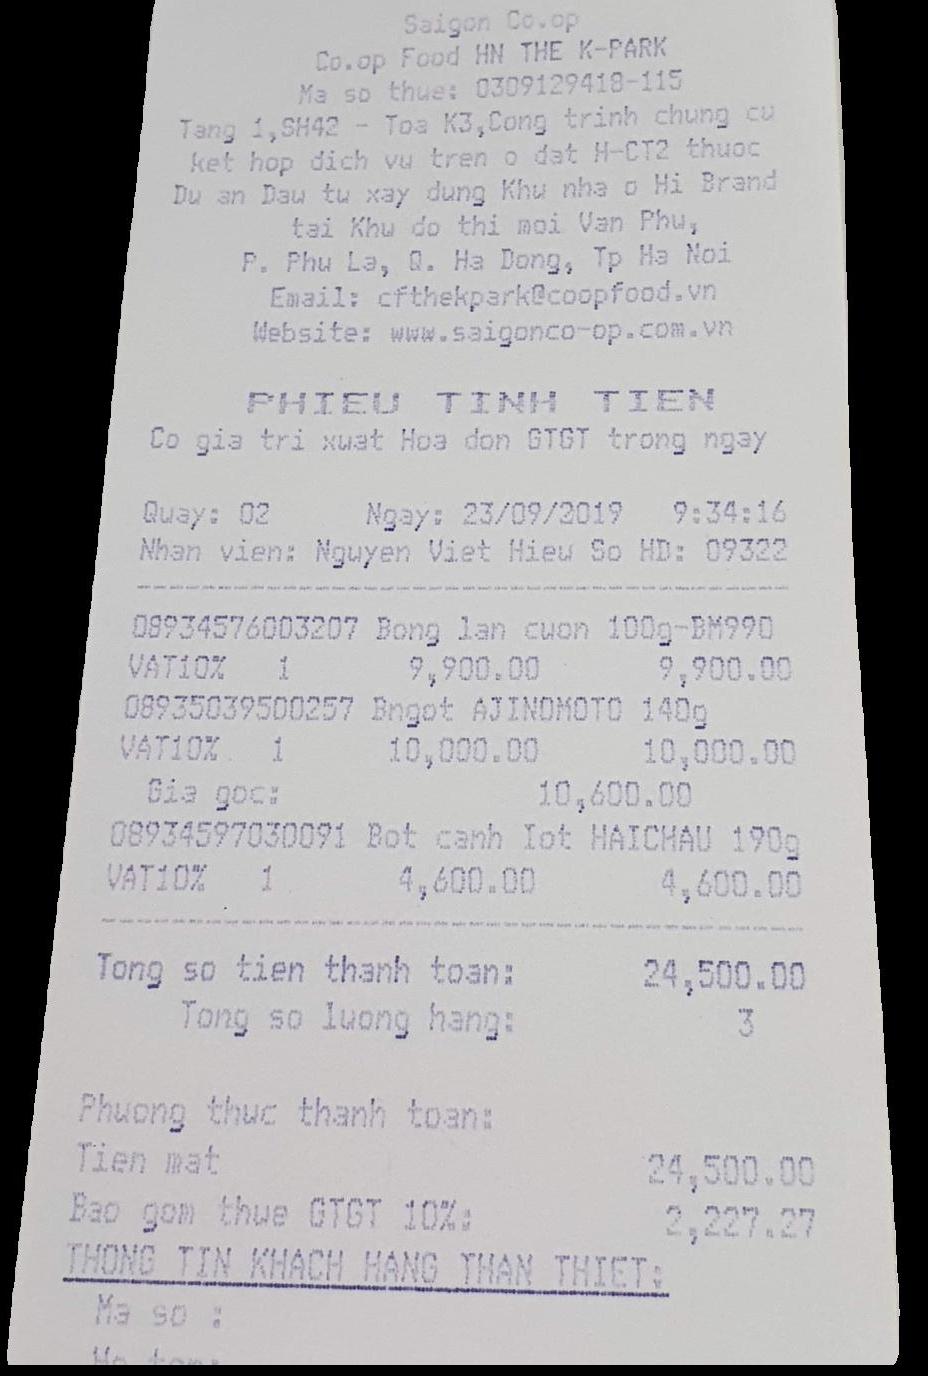 Saigon Co.op
Co.op Food HN THE K-PARK
Ma so thue: 0309129418-115
Tang 1,SH42 - Toa K3,Cong trinh chung cu
ket hop dich vu tren o dat H-CT2 thuoc
Du an Dau tu xay dung Khu nha o Hi Brand
tai Khu do thi moi Van Phu,
P. Phu La, Q. Ha Dong, Tp Ha Noi
Email: cfthekpark@coopfood.vn
Website: www.saigonco-op.com.vn
PHIEU TINH TIEN
Co gia tri xuat Hoa don GTGT trong ngay
Quay: 02 Ngay: 23/09/2019 9:34:16
Nhan vien: Nguyen Viet Hieu So HD: 09322
08934576003207 Bong lan cuon 100g-BM990
VAT10% 1 9,900.00 9,900.00
08935039500257 Bngot AJINOMOTO 140g
VAT10% 1 10,000.00 10,000.00
Gia goc: 10,600.00
08934597030091 Bot canh Iot HAICHAU 190g
VAT10% 1 4,600.00 4,600.00
Tong so tien thanh toan: 24,500.00
Tong so luong hang: 3
Phuong thuc thanh toan:
Tien mat 24,500.00
Bao gom thue GTGT 10%: 2,227.27
THONG TIN KHACH HANG THAN THIET:
Ma so :
Ho ten: